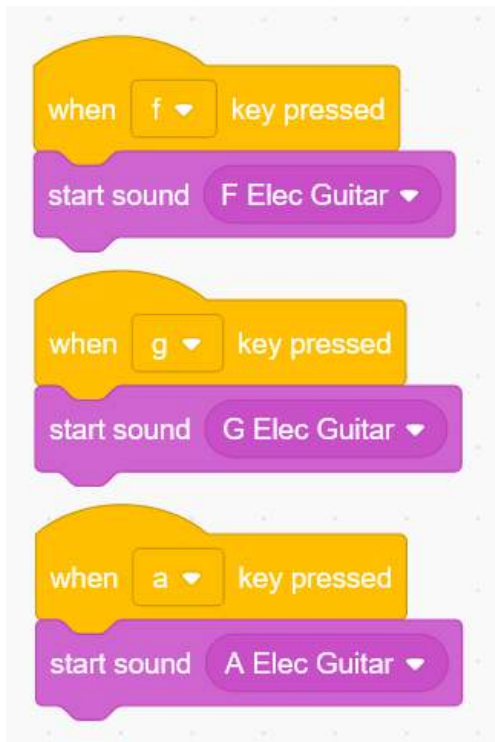 when f key pressed
start sound F Elec Guitar
when g key pressed
start sound G Elec Guitar
when a key pressed
start sound A Elec Guitar